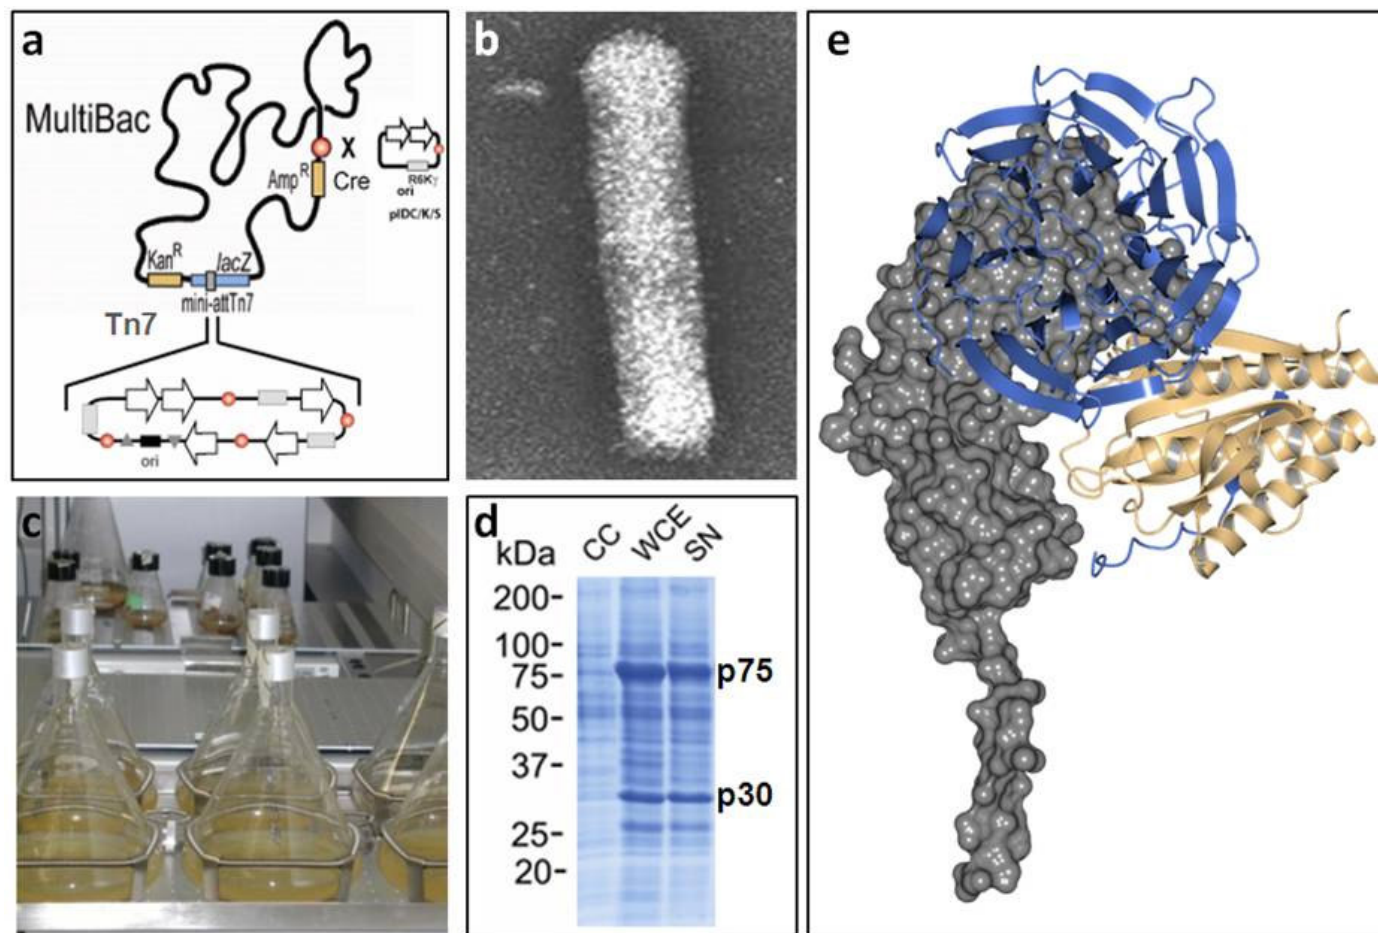 a
MultiBac
Amp R
X
Cre
R6Kγ
ori
pIDC/K/S
Kan R
lacZ
mini-attTn7
Tn7
ori
b
c
d
kDa
CC
WCE
SN
200-
100-
75-
50-
37-
25-
20-
p75
p30
e